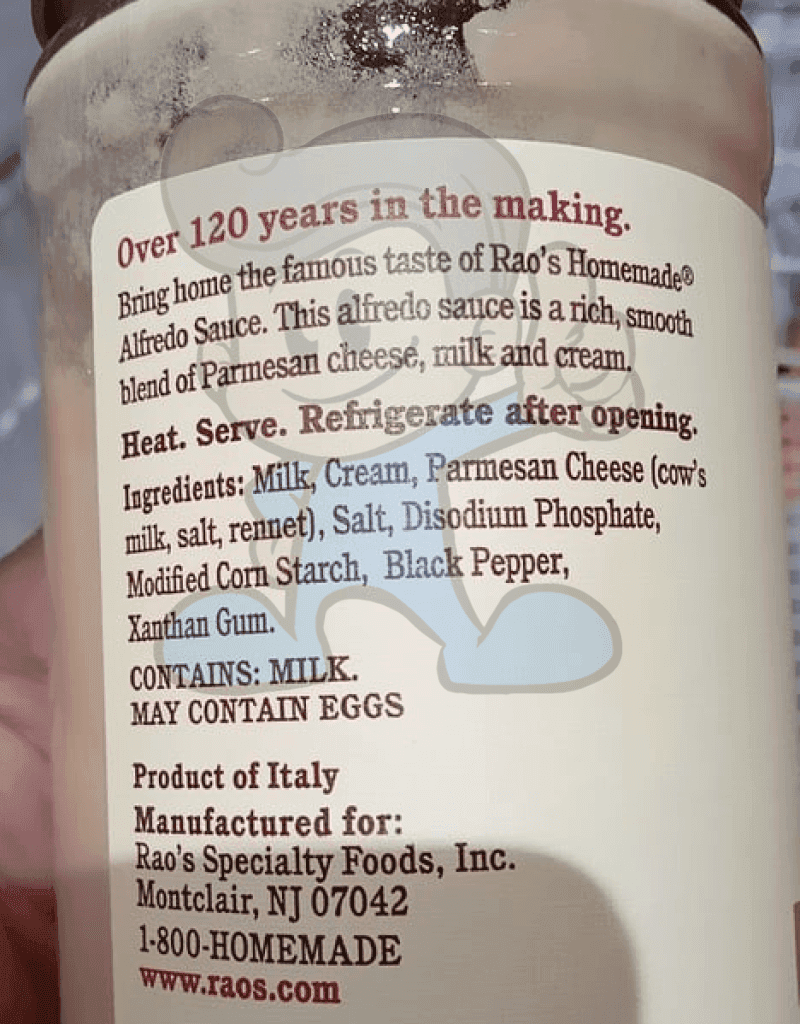 Over 120 years in the making.
Bring home the famous taste of Rao's Homemade®
Alfredo Sauce. This alfredo sauce is a rich, smooth
blend of Parmesan cheese, milk and cream.
Heat. Serve. Refrigerate after opening.
Ingredients: Milk, Cream, Parmesan Cheese (cow's
milk, salt, rennet), Salt, Disodium Phosphate,
Modified Corn Starch, Black Pepper,
Xanthan Gum.
CONTAINS: MILK.
MAY CONTAIN EGGS
Product of Italy
Manufactured for:
Rao's Specialty Foods, Inc.
Montclair, NJ 07042
1-800-HOMEMADE
www.raos.com